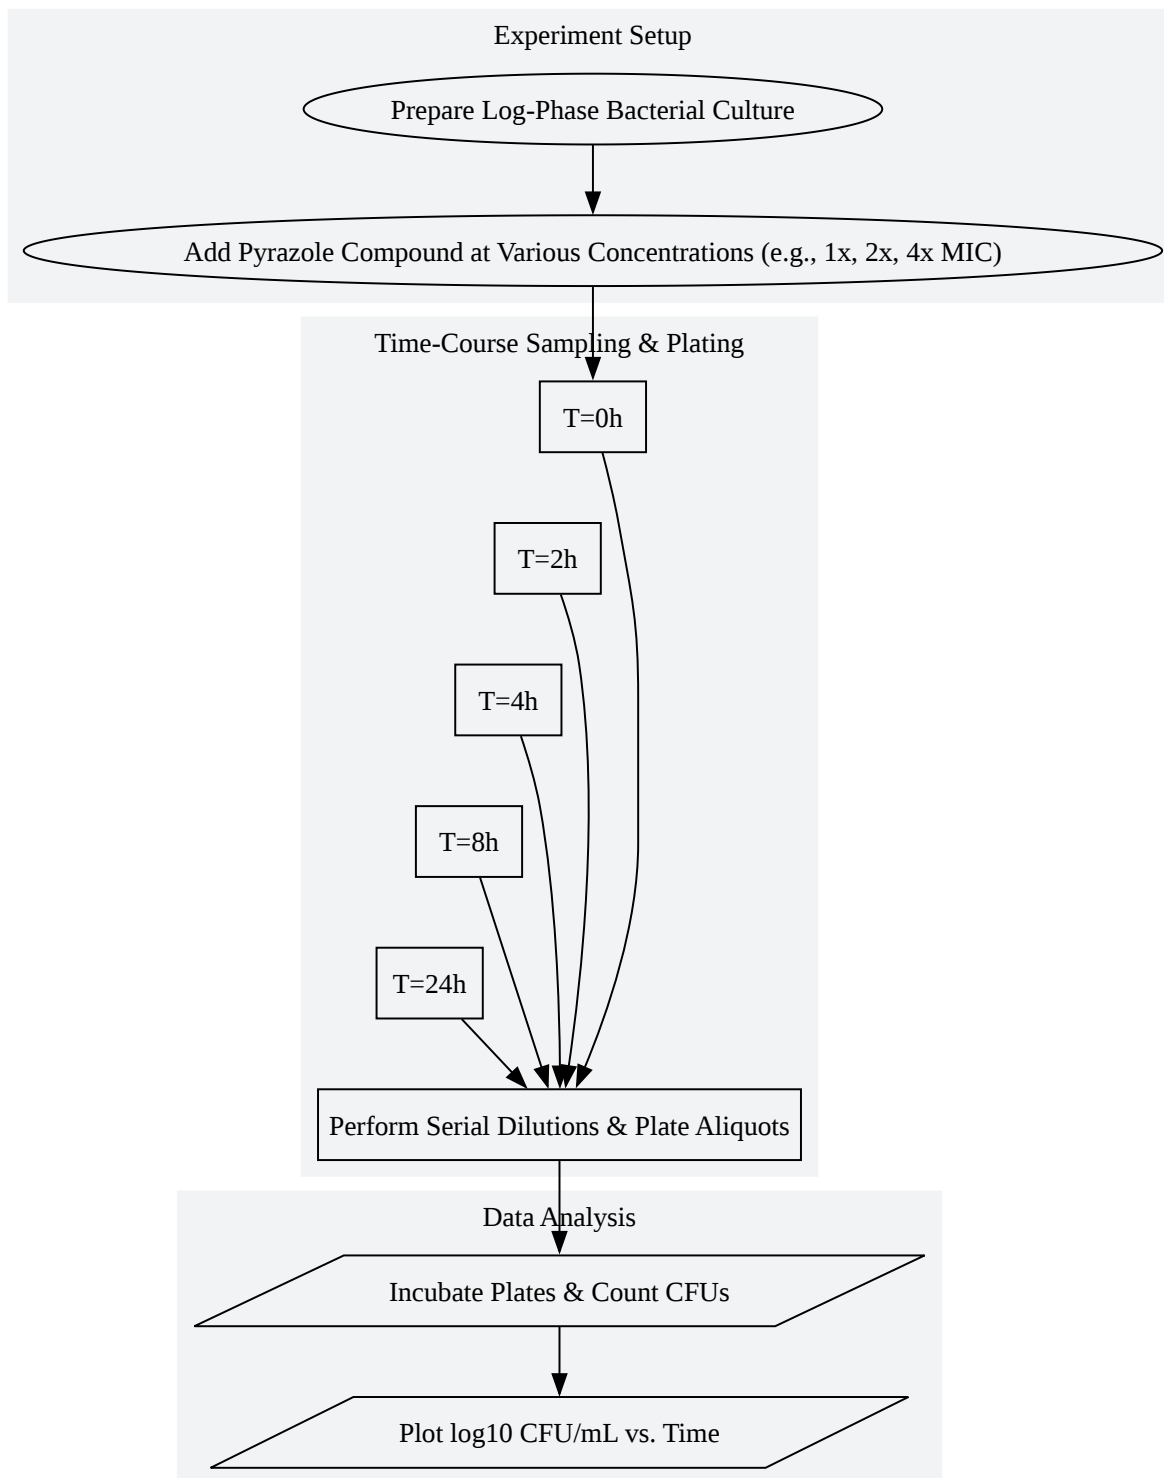 Experiment Setup
Prepare Log-Phase Bacterial Culture
Add Pyrazole Compound at Various Concentrations (e.g., 1x, 2x, 4x MIC)
Time-Course Sampling & Plating
T=0h
T=2h
T=4h
T=8h
T=24h
Perform Serial Dilutions & Plate Aliquots
Data Analysis
Incubate Plates & Count CFUs
Plot log10 CFU/mL vs. Time